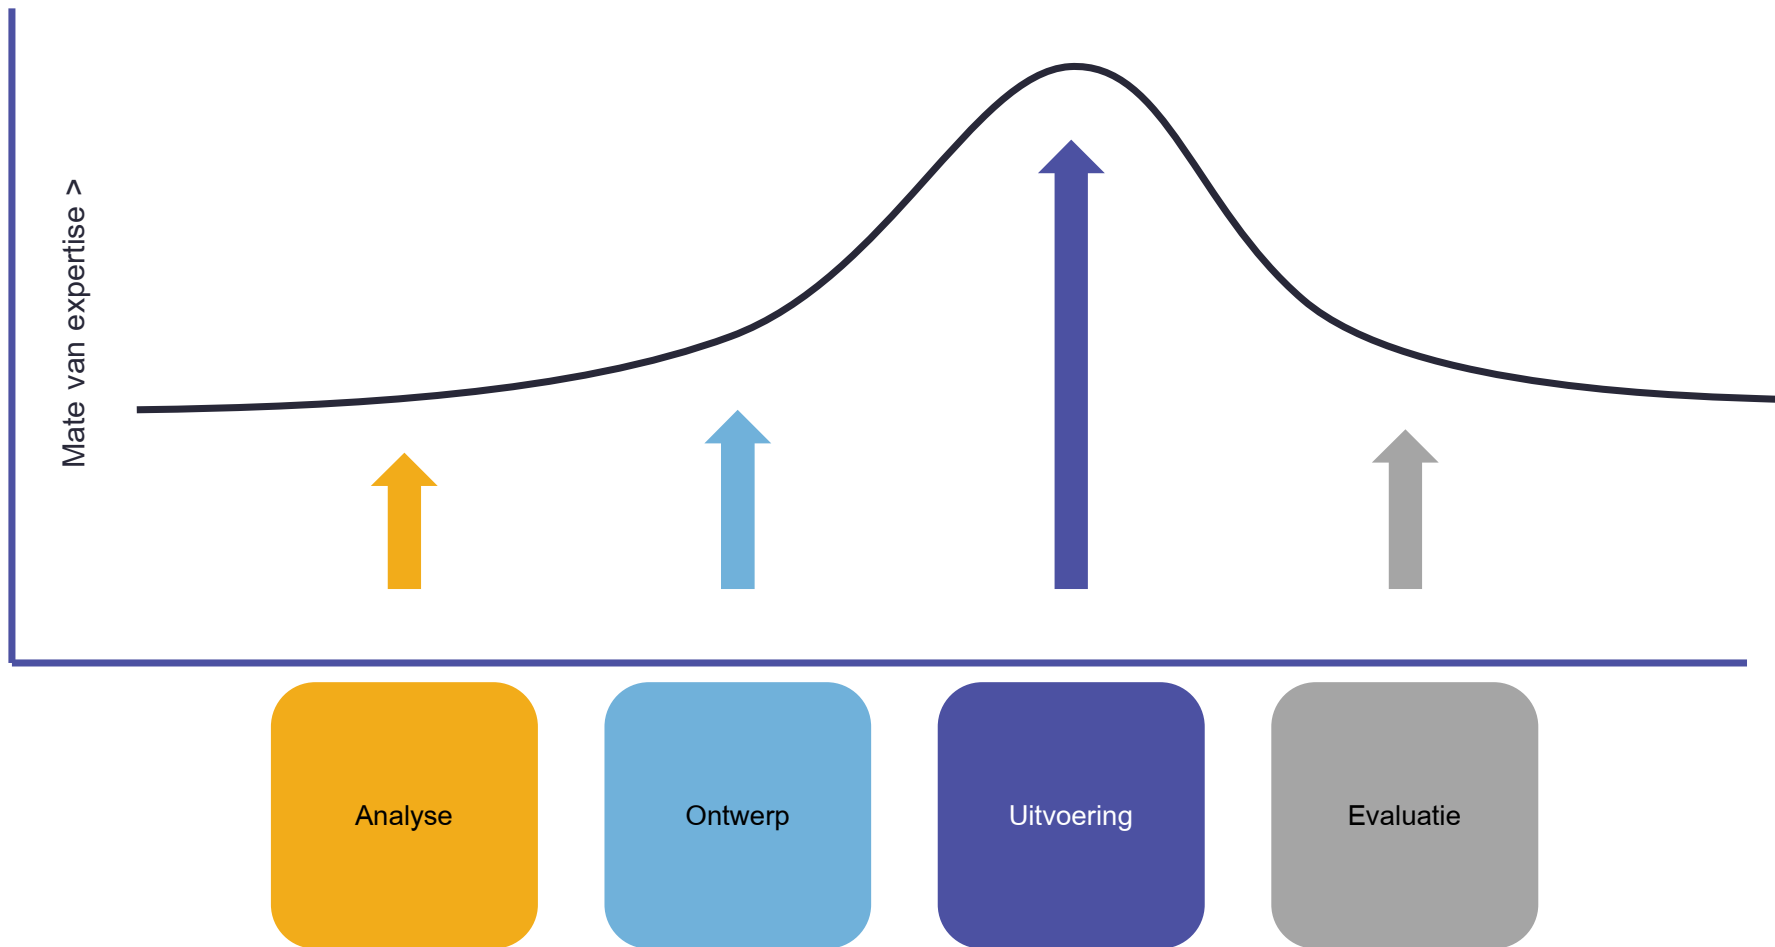 Mate van expertise >
Analyse
Ontwerp
Uitvoering
Evaluatie